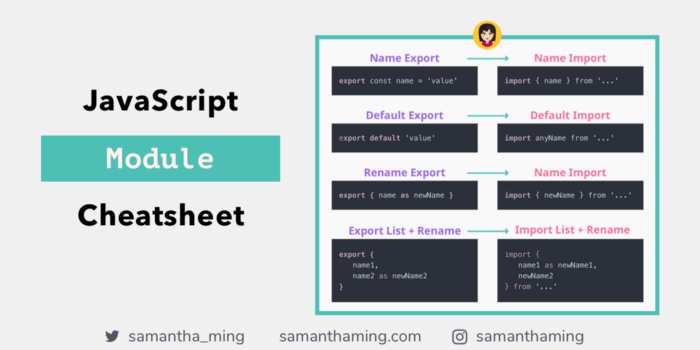 JavaScript
Module
Cheatsheet
Name Export
Name Import
export const name = 'value'
import { name } from '...'
Default Export
Default Import
export default 'value'
import anyName from '...'
Rename Export
Name Import
export { name as newName }
import { newName } from '...'
Export List + Rename
Import List + Rename
export {
name1,
name2 as newName2
}
import {
name1 as newName1,
newName2
} from '...'
samantha_ming
samanthaming.com
samanthaming